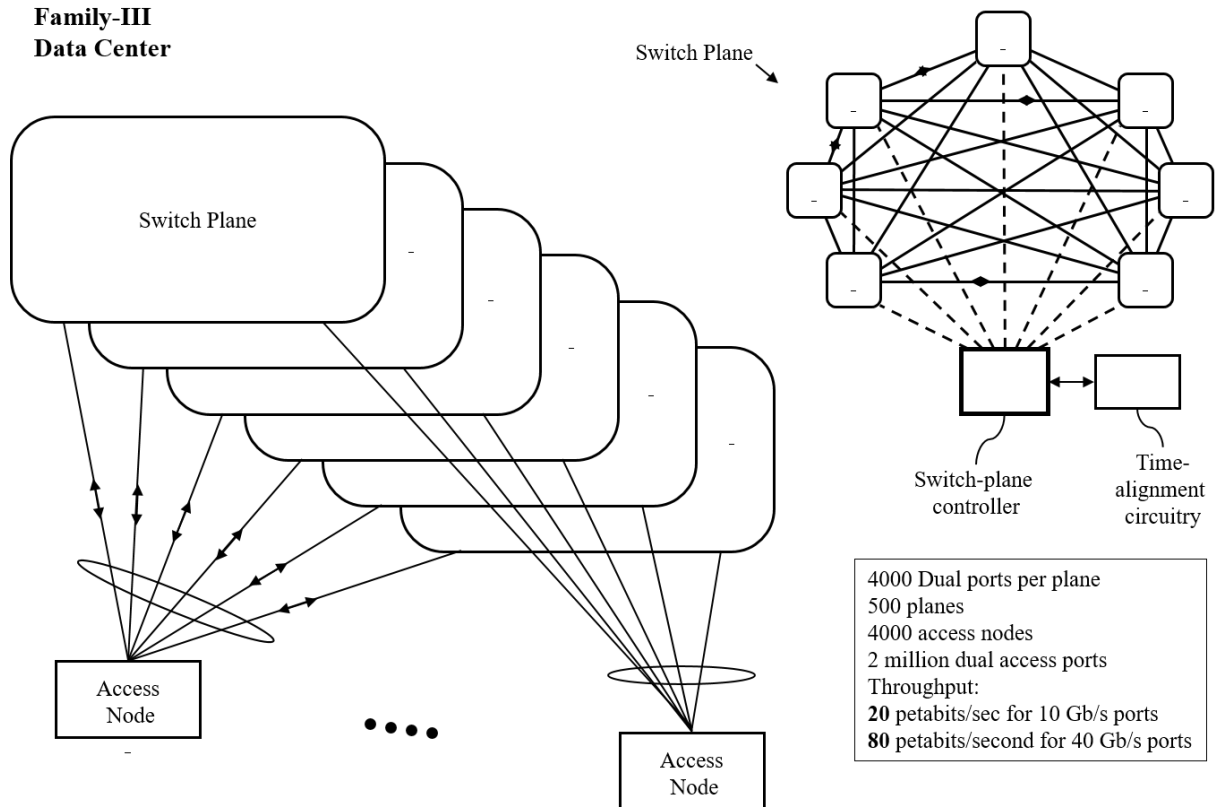 Family-III
Data Center
Switch Plane
Switch Plane
Switch-plane
controller
Time-
alignment
circuitry
4000 Dual ports per plane
500 planes
4000 access nodes
2 million dual access ports
Throughput:
20 petabits/sec for 10 Gb/s ports
80 petabits/second for 40 Gb/s ports
Access
Node
Access
Node